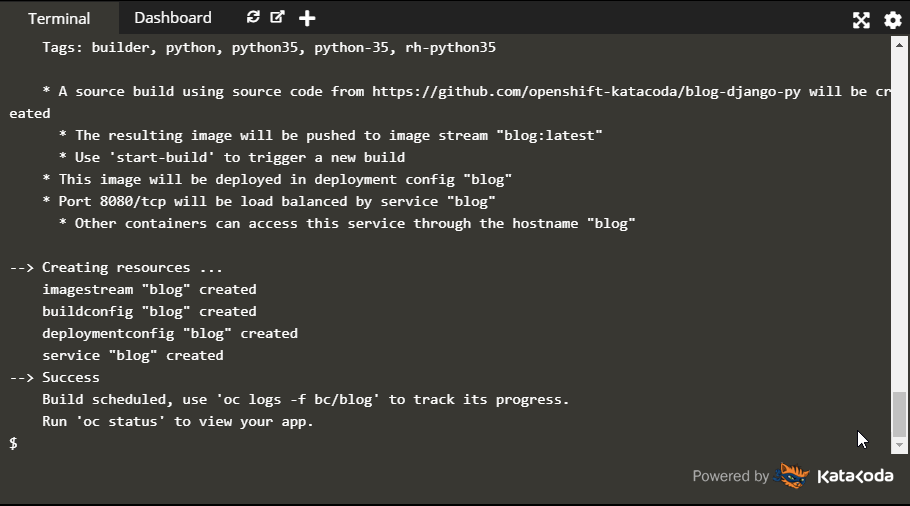 Terminal
Dashboard
Tags: builder, python, python35, python-35, rh-python35
* A source build using source code from https://github.com/openshift-katacoda/blog-django-py will be cr
eated
* The resulting image will be pushed to image stream "blog:latest"
* Use 'start-build' to trigger a new build
* This image will be deployed in deployment config "blog"
* Port 8080/tcp will be load balanced by service "blog"
* Other containers can access this service through the hostname "blog"
--> Creating resources ...
imagestream "blog" created
buildconfig "blog" created
deploymentconfig "blog" created
service "blog" created
--> Success
Build scheduled, use 'oc logs -f bc/blog' to track its progress.
Run 'oc status' to view your app.
$
Powered by KataKoda